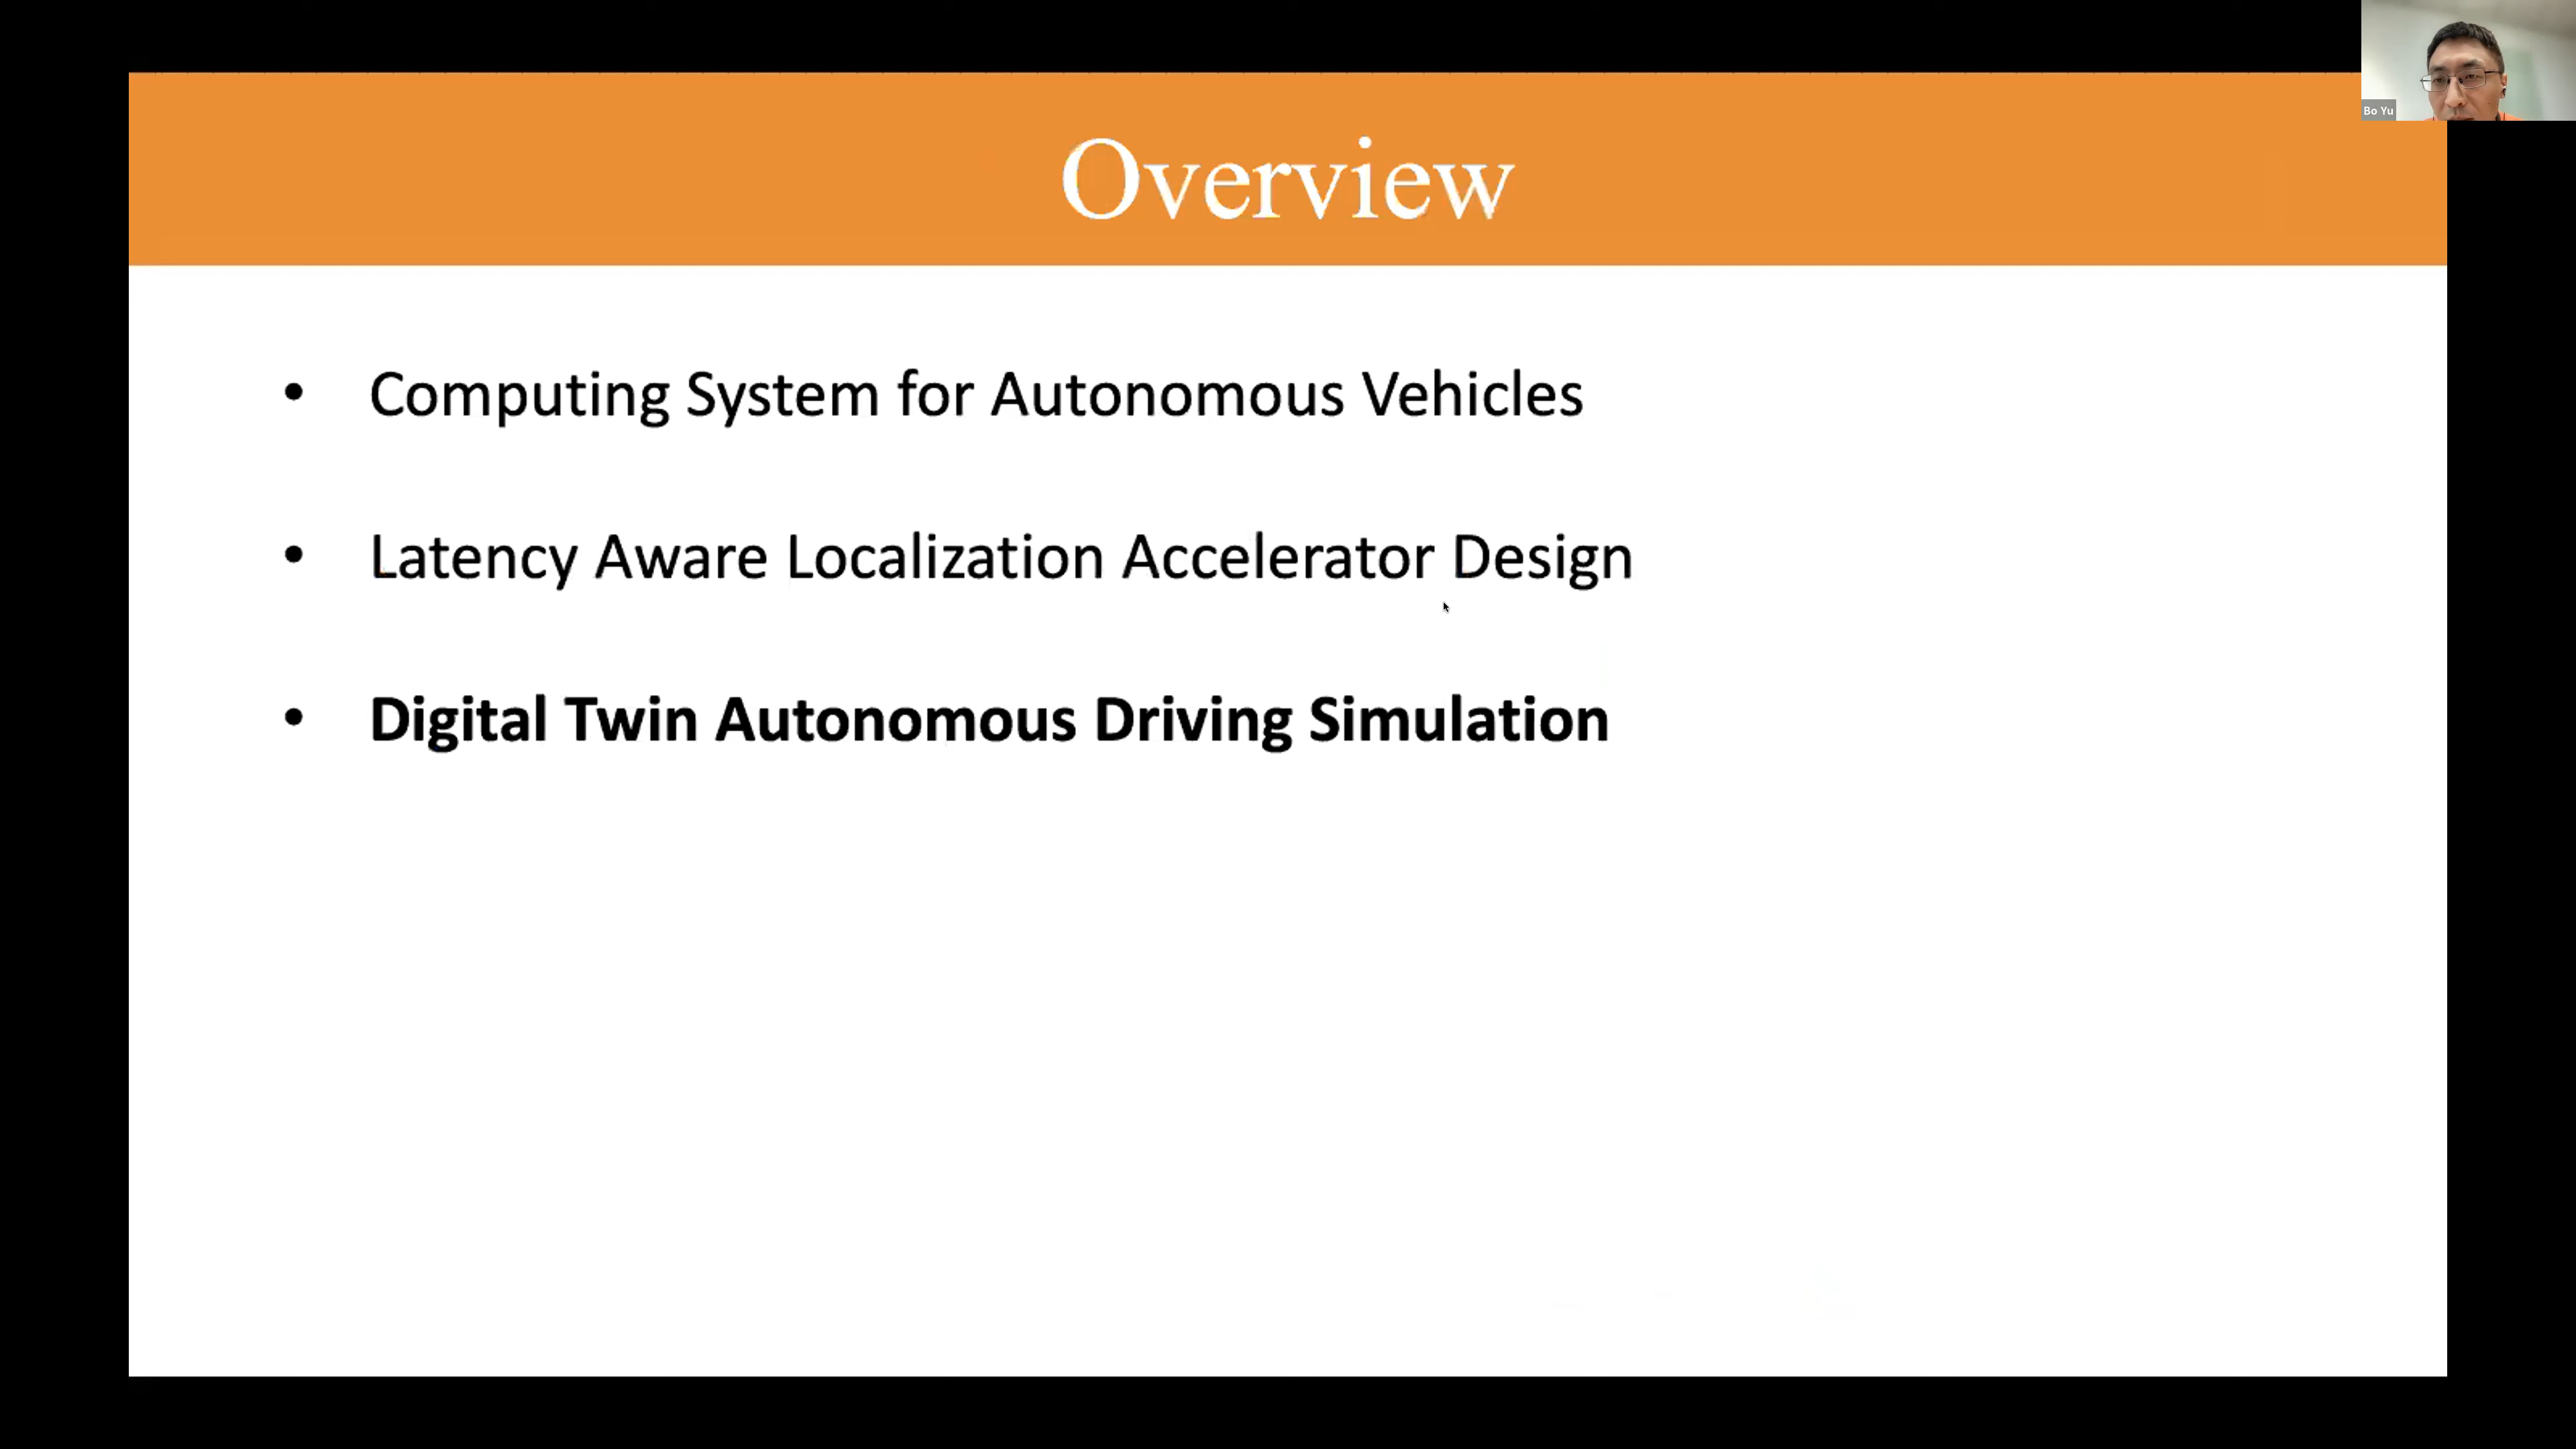 Overview
Bo Yu
• Computing System for Autonomous Vehicles
• Latency Aware Localization Accelerator Design
• Digital Twin Autonomous Driving Simulation